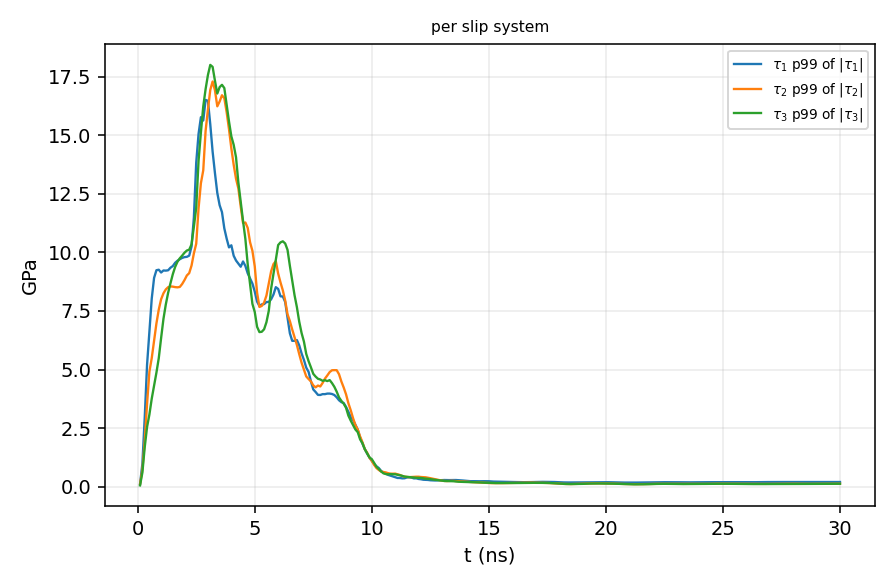 per slip system
τ1 p99 of |τ1|
τ2 p99 of |τ2|
τ3 p99 of |τ3|
GPa
17.5
15.0
12.5
10.0
7.5
5.0
2.5
0.0
0 5 10 15 20 25 30
t (ns)